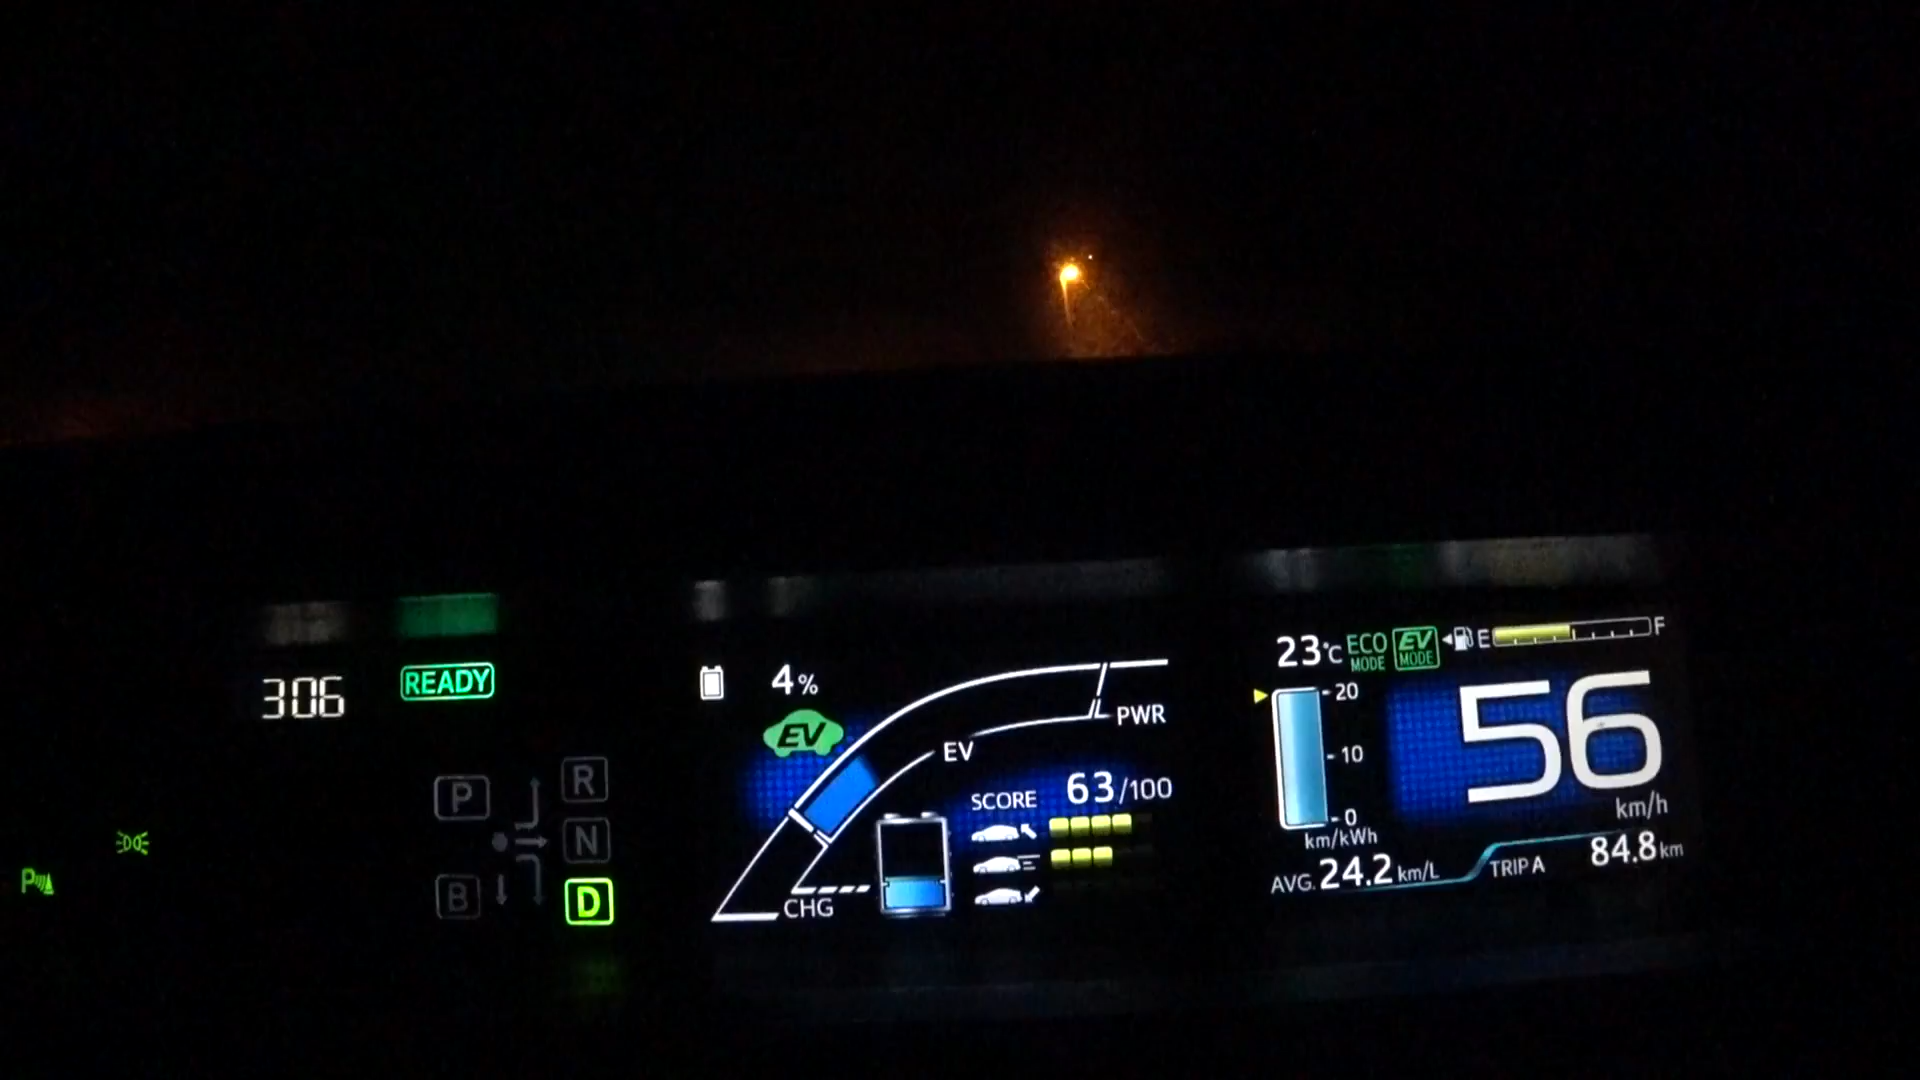 306
READY
P
R
N
B
D
P
4%
EV
PWR
EV
CHG
SCORE 63/100
23°C ECO MODE EV MODE E F
20
10
0
km/kWh
56
km/h
AVG. 24.2 km/L
TRIP A 84.8 km